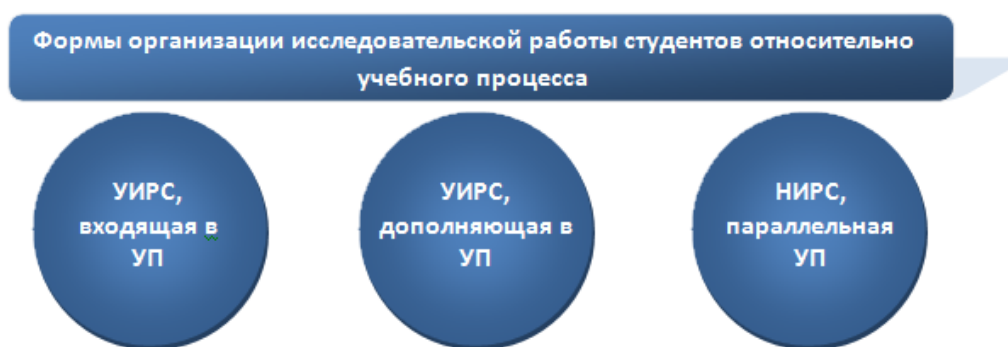 Формы организации исследовательской работы студентов относительно
учебного процесса
УИРС,
входящая в
УП
УИРС,
дополняющая в
УП
НИРС,
параллельная
УП